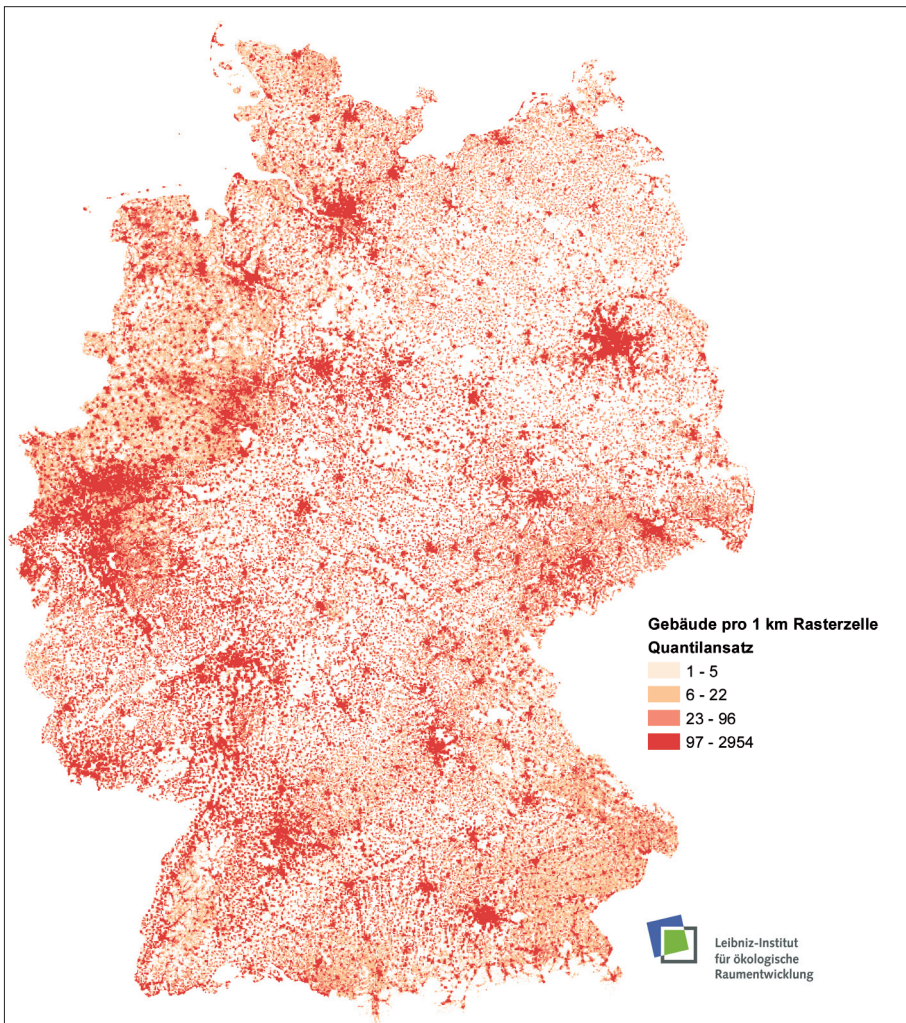 Gebäude pro 1 km Rasterzelle
Quantilansatz
1 - 5
6 - 22
23 - 96
97 - 2954
Leibniz-Institut
für ökologische
Raumentwicklung